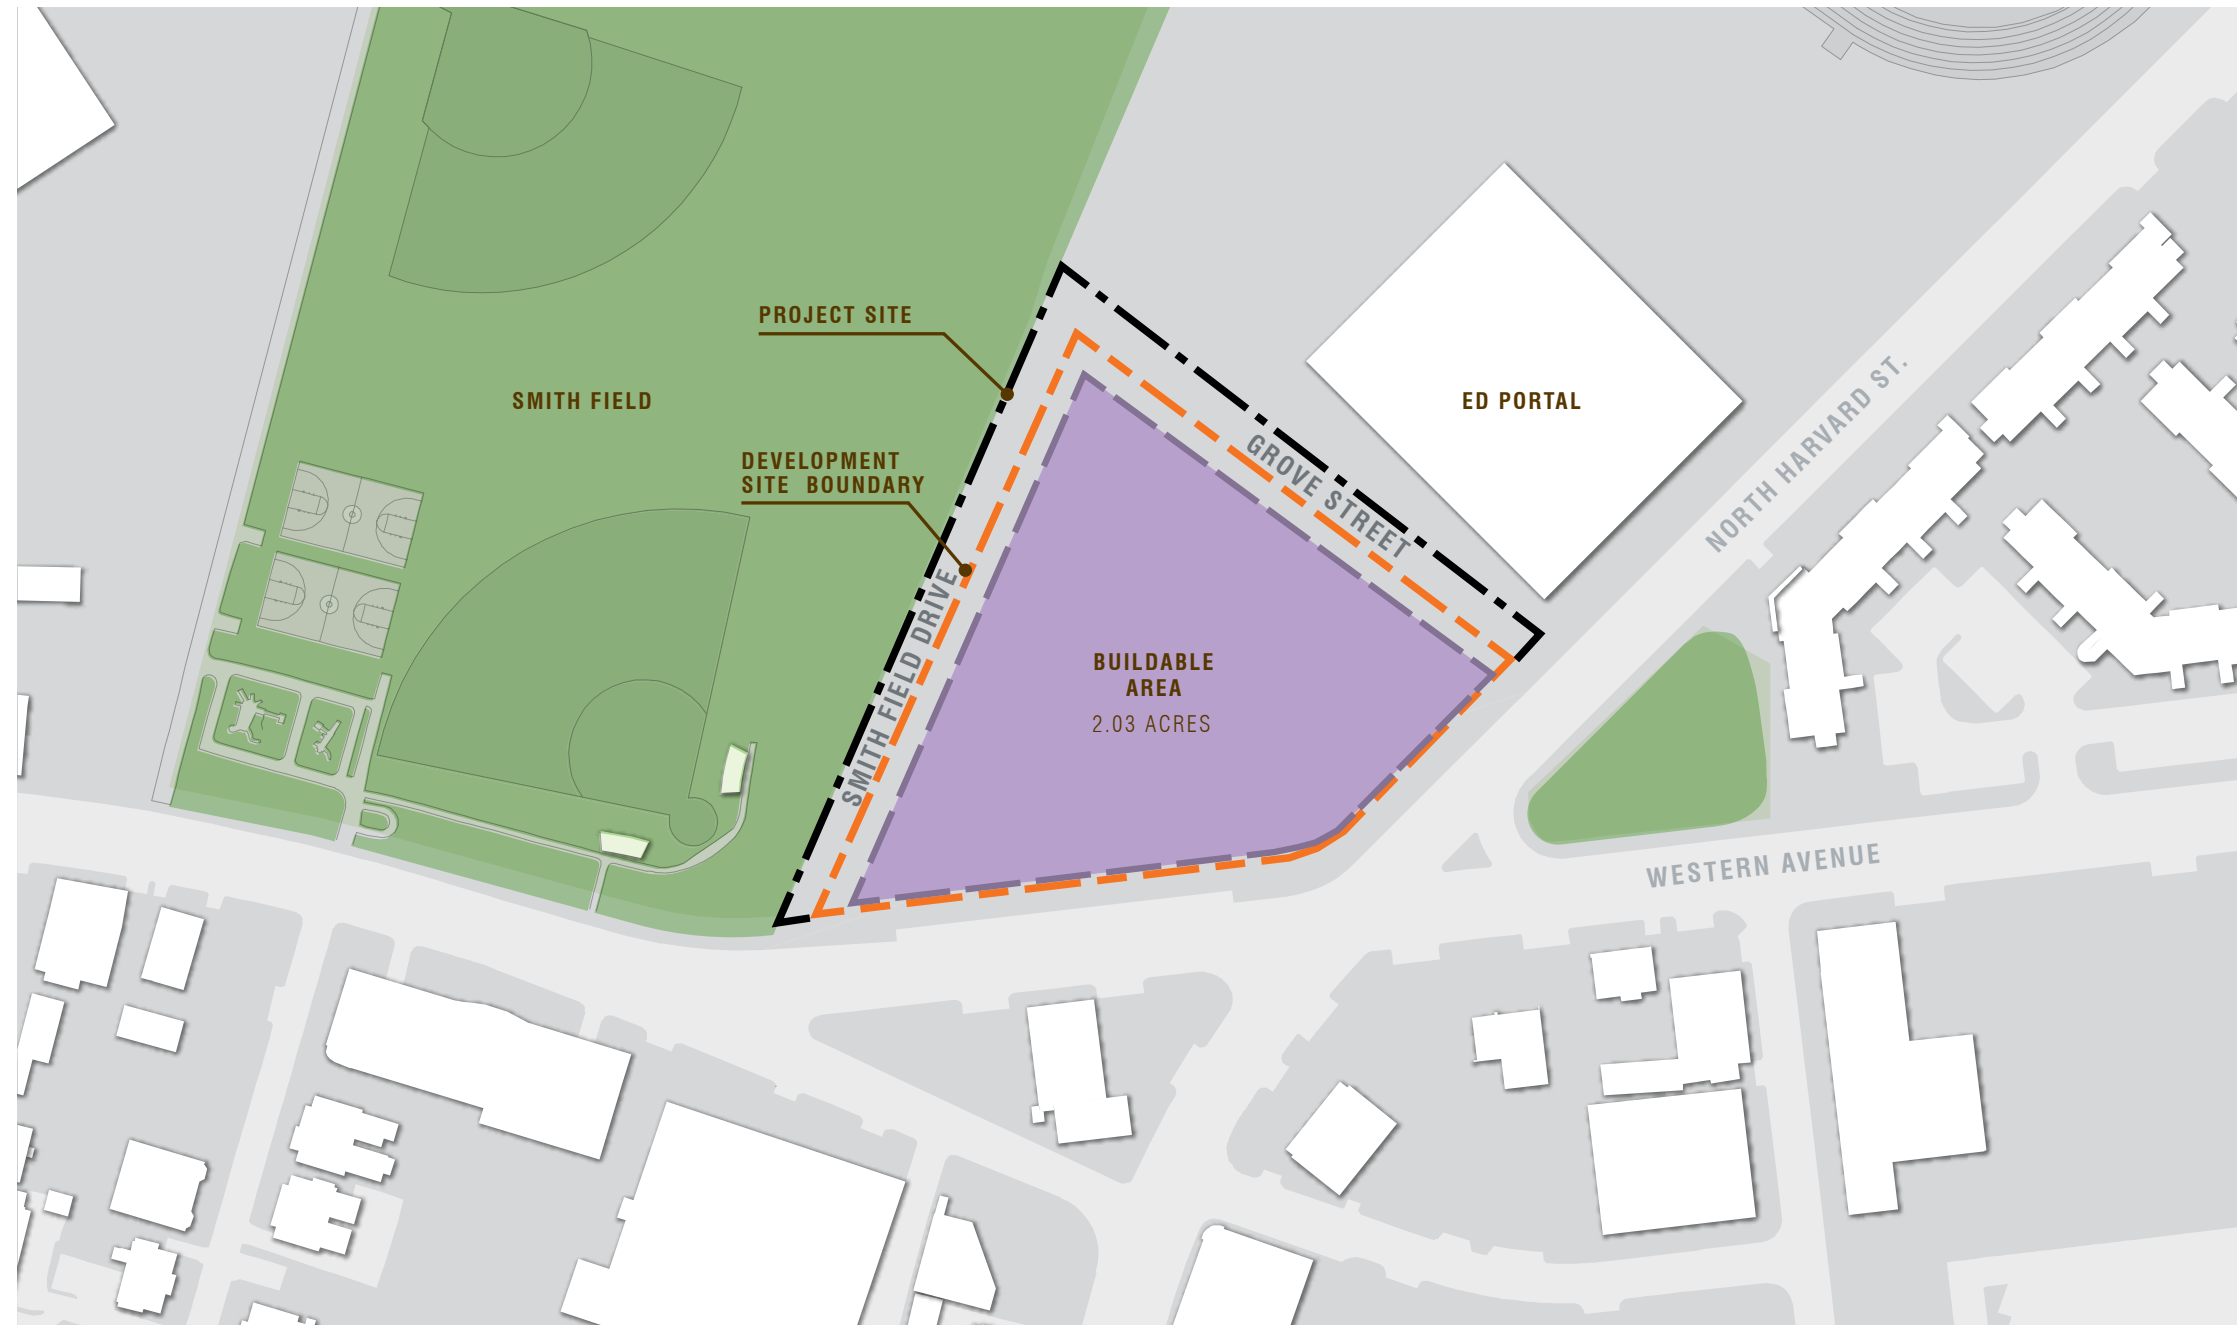 PROJECT SITE
SMITH FIELD
ED PORTAL
DEVELOPMENT
SITE BOUNDARY
GROVE STREET
NORTH HARVARD ST.
SMITH FIELD DRIVE
BUILDABLE
AREA
2.03 ACRES
WESTERN AVENUE